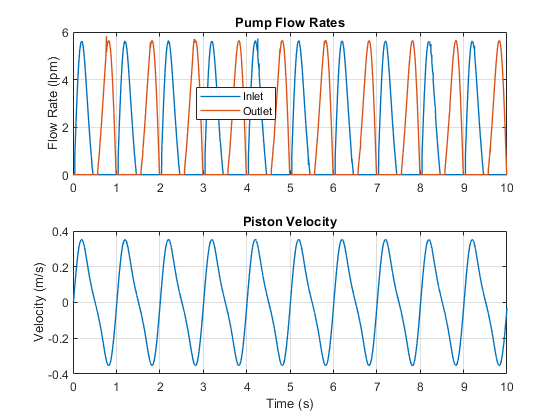 Pump Flow Rates
Flow Rate (lpm)
6
4
2
0
Inlet
Outlet
0 1 2 3 4 5 6 7 8 9 10
Piston Velocity
Velocity (m/s)
0.4
0.2
0
-0.2
-0.4
0 1 2 3 4 5 6 7 8 9 10
Time (s)